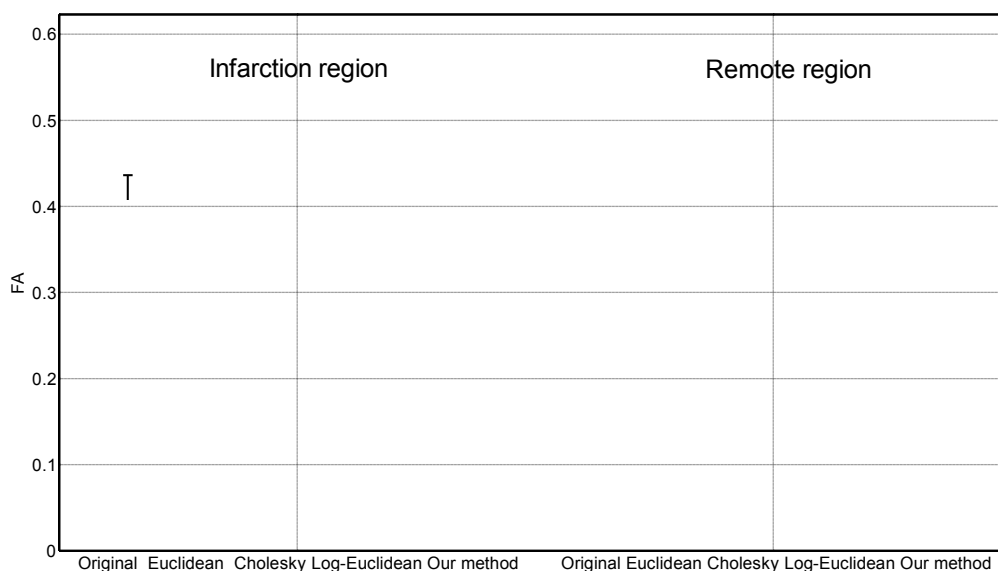 0.6
Infarction region Remote region
0.5
0.4
0.3
FA
0.2
0.1
0
Original Euclidean Cholesky Log-Euclidean Our method Original Euclidean Cholesky Log-Euclidean Our method